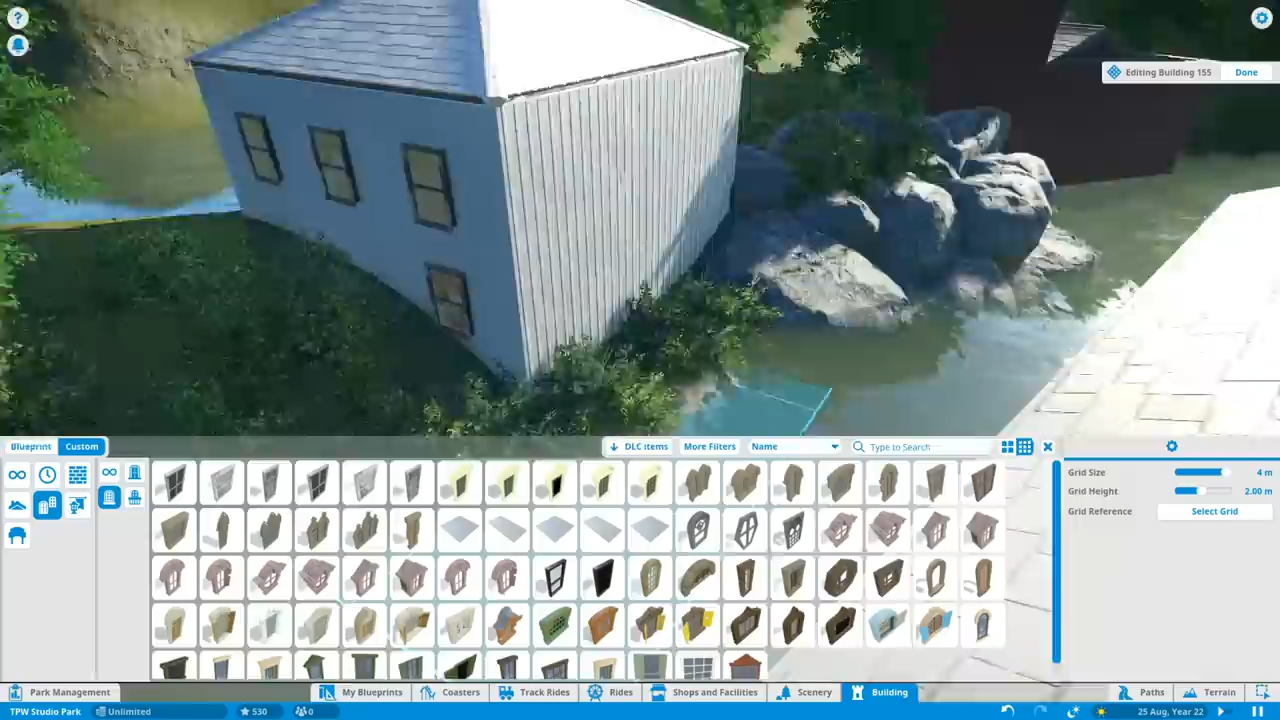 Editing Building 155 Done
Blueprint Custom
DLC Items More Filters Name Type to Search
Grid Size 4 m
Grid Height 2.00 m
Grid Reference Select Grid
Park Management My Blueprints Coasters Track Rides Rides Shops and Facilities Scenery Building Paths Terrain
TPW Studio Park Unlimited 530 0 25 Aug, Year 22